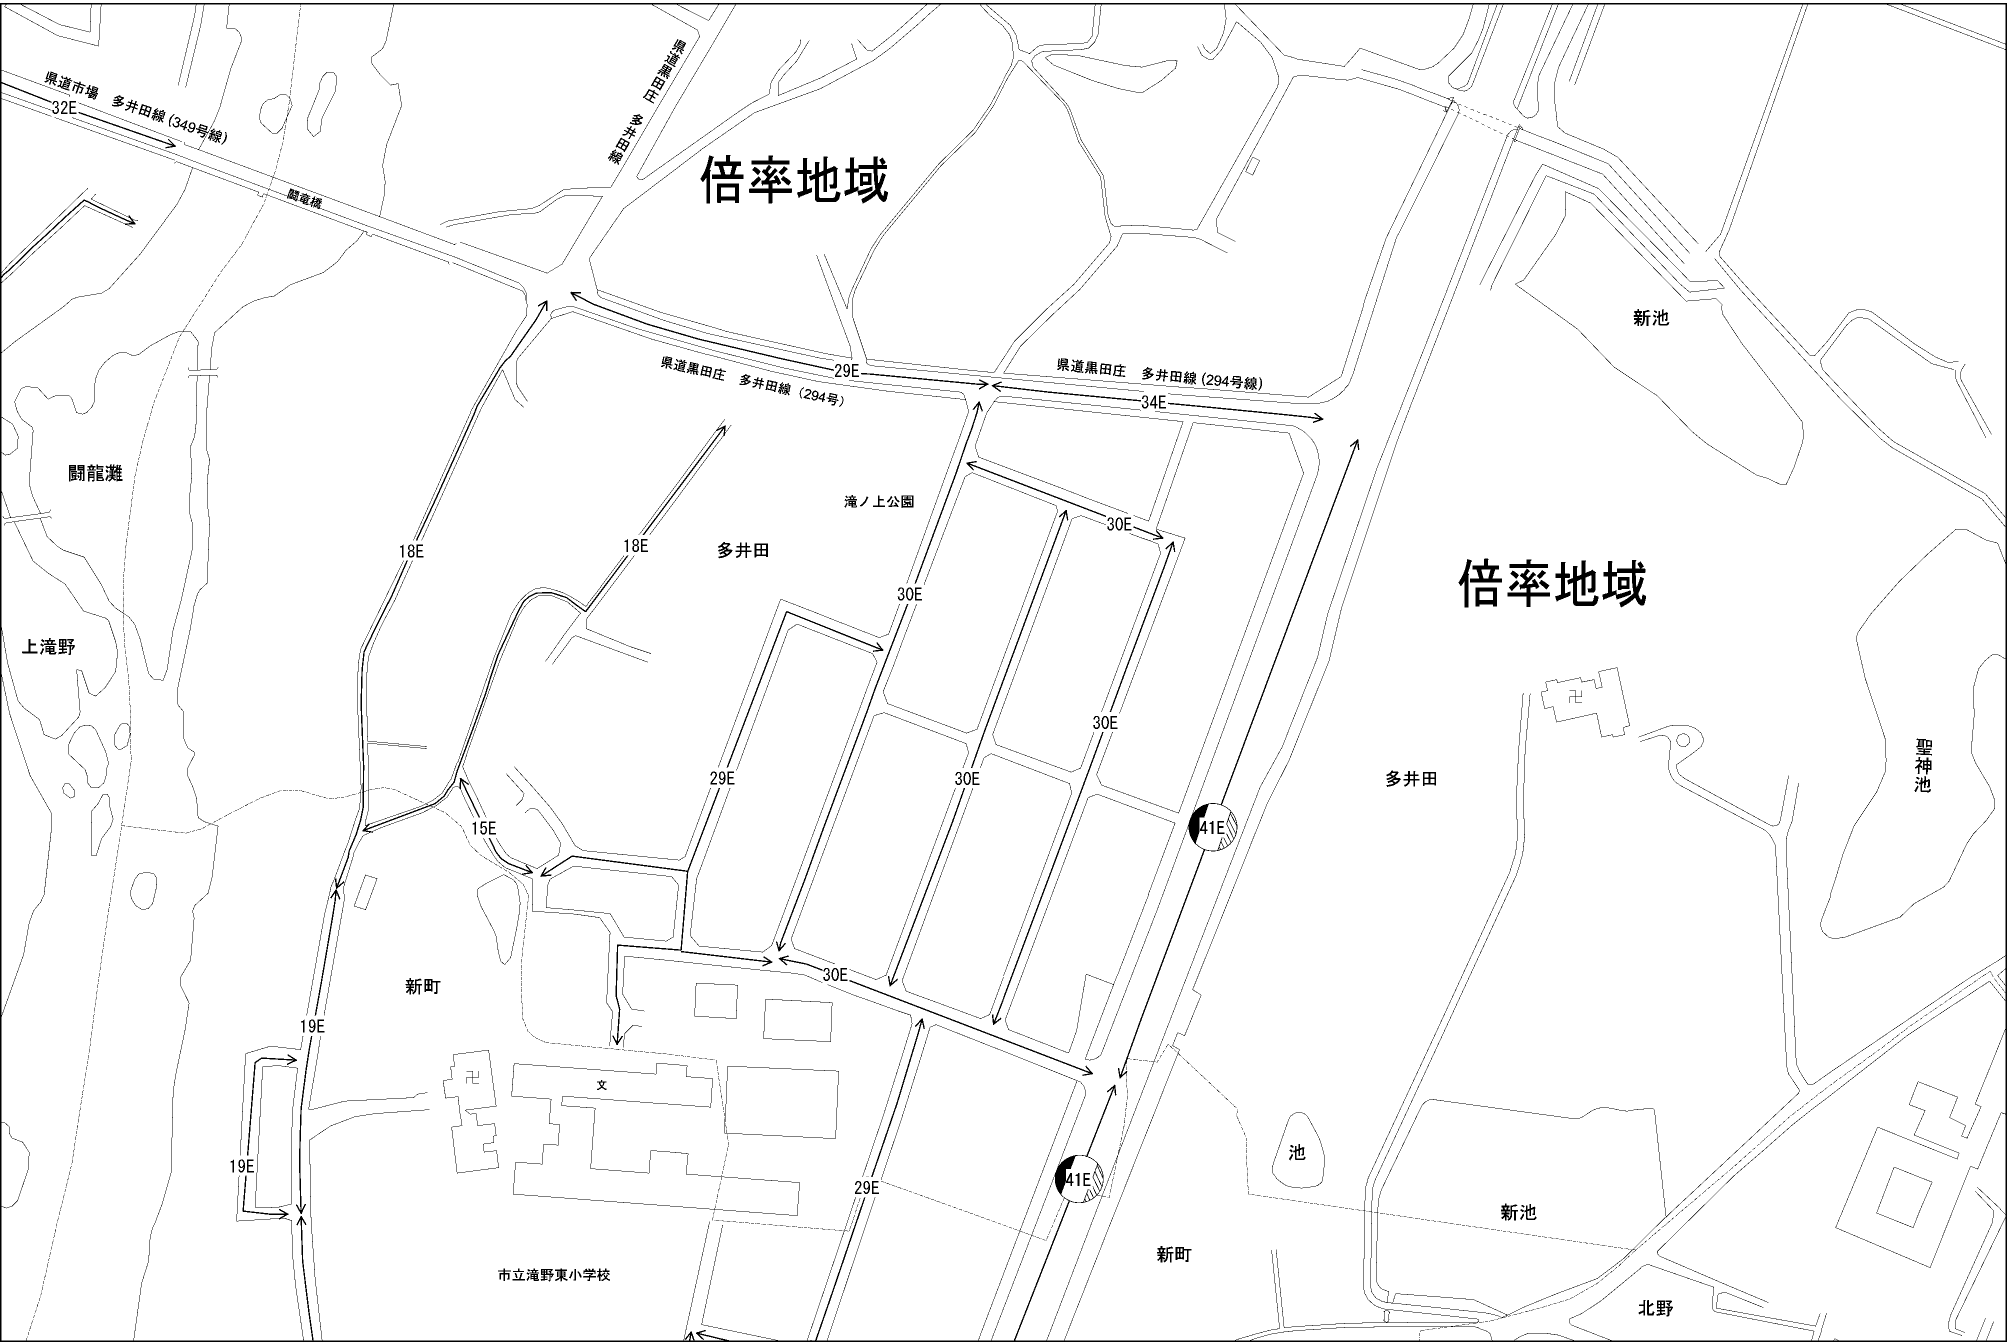 県道黒田庄　多井田線
県道市場　多井田線(349号線)
32E
倍率地域
闘竜橋
新池
29E
県道黒田庄　多井田線(294号線)
県道黒田庄　多井田線（294号）
34E
闘龍灘
滝ノ上公園
30E
18E
18E
多井田
倍率地域
30E
上滝野
30E
聖神池
29E
30E
多井田
15E
41E
30E
新町
19E
文
池
19E
29E
41E
新池
新町
市立滝野東小学校
北野